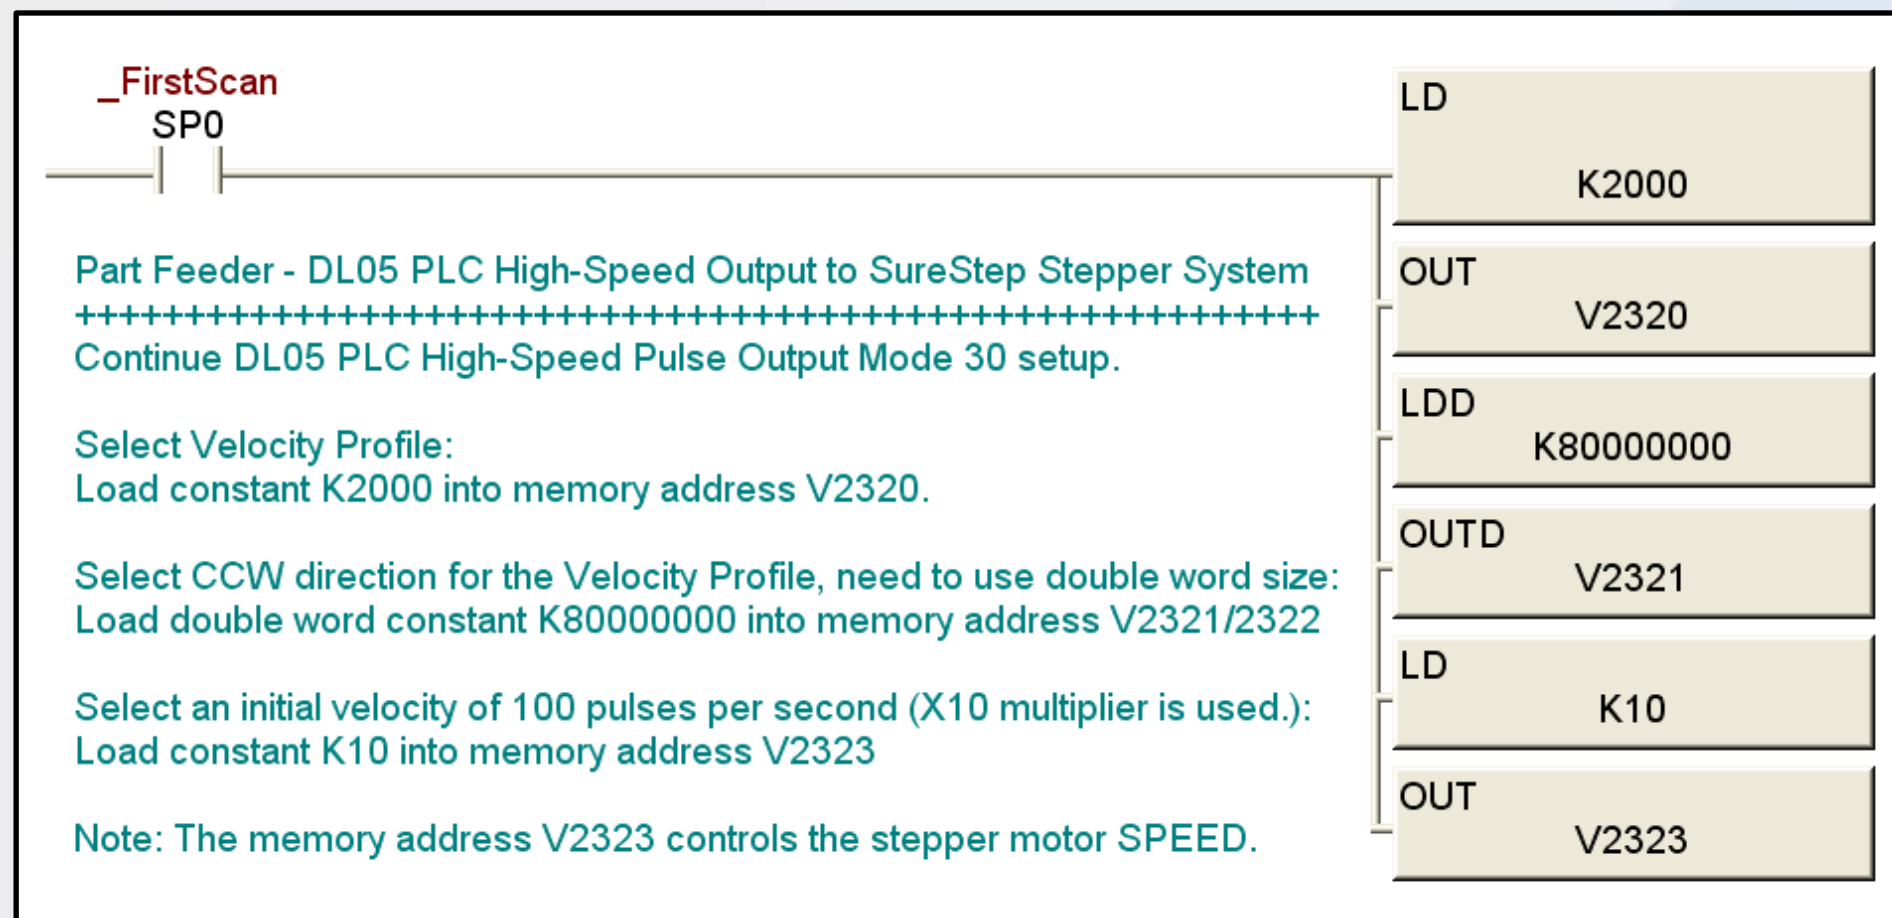 _FirstScan
SP0
Part Feeder - DL05 PLC High-Speed Output to SureStep Stepper System
+++++++++++++++++++++++++++++++++++++++++++++++++++++++++
Continue DL05 PLC High-Speed Pulse Output Mode 30 setup.
Select Velocity Profile:
Load constant K2000 into memory address V2320.
Select CCW direction for the Velocity Profile, need to use double word size:
Load double word constant K80000000 into memory address V2321/2322
Select an initial velocity of 100 pulses per second (X10 multiplier is used.):
Load constant K10 into memory address V2323
Note: The memory address V2323 controls the stepper motor SPEED.
LD
K2000
OUT
V2320
LDD
K80000000
OUTD
V2321
LD
K10
OUT
V2323